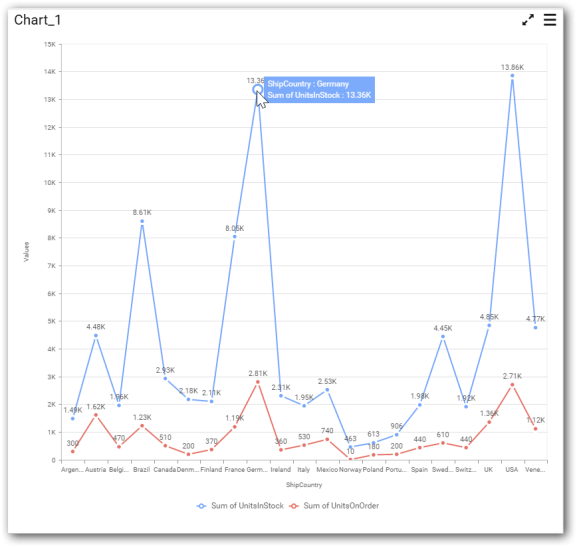 Chart_1
15K
14K
13K
12K
11K
10K
9K
8K
7K
6K
5K
4K
3K
2K
1K
0
Values
13.36
ShipCountry : Germany
Sum of UnitsInStock : 13.36K
13.86K
8.61K
8.05K
4.48K
4.45K
4.85K
4.77K
2.93K
2.18K
2.11K
2.31K
1.95K
2.53K
1.49K
1.96K
463
613
906
1.98K
1.92K
300
1.62K
470
1.23K
510
200
370
1.19K
2.81K
360
530
740
10
180
200
440
610
440
1.36K
2.71K
1.12K
Argen... Austria Belgi... Brazil Canada Denm... Finland France Germ... Ireland Italy Mexico Norway Poland Portu... Spain Swed... Switz... UK USA Vene...
ShipCountry
Sum of UnitsInStock Sum of UnitsOnOrder